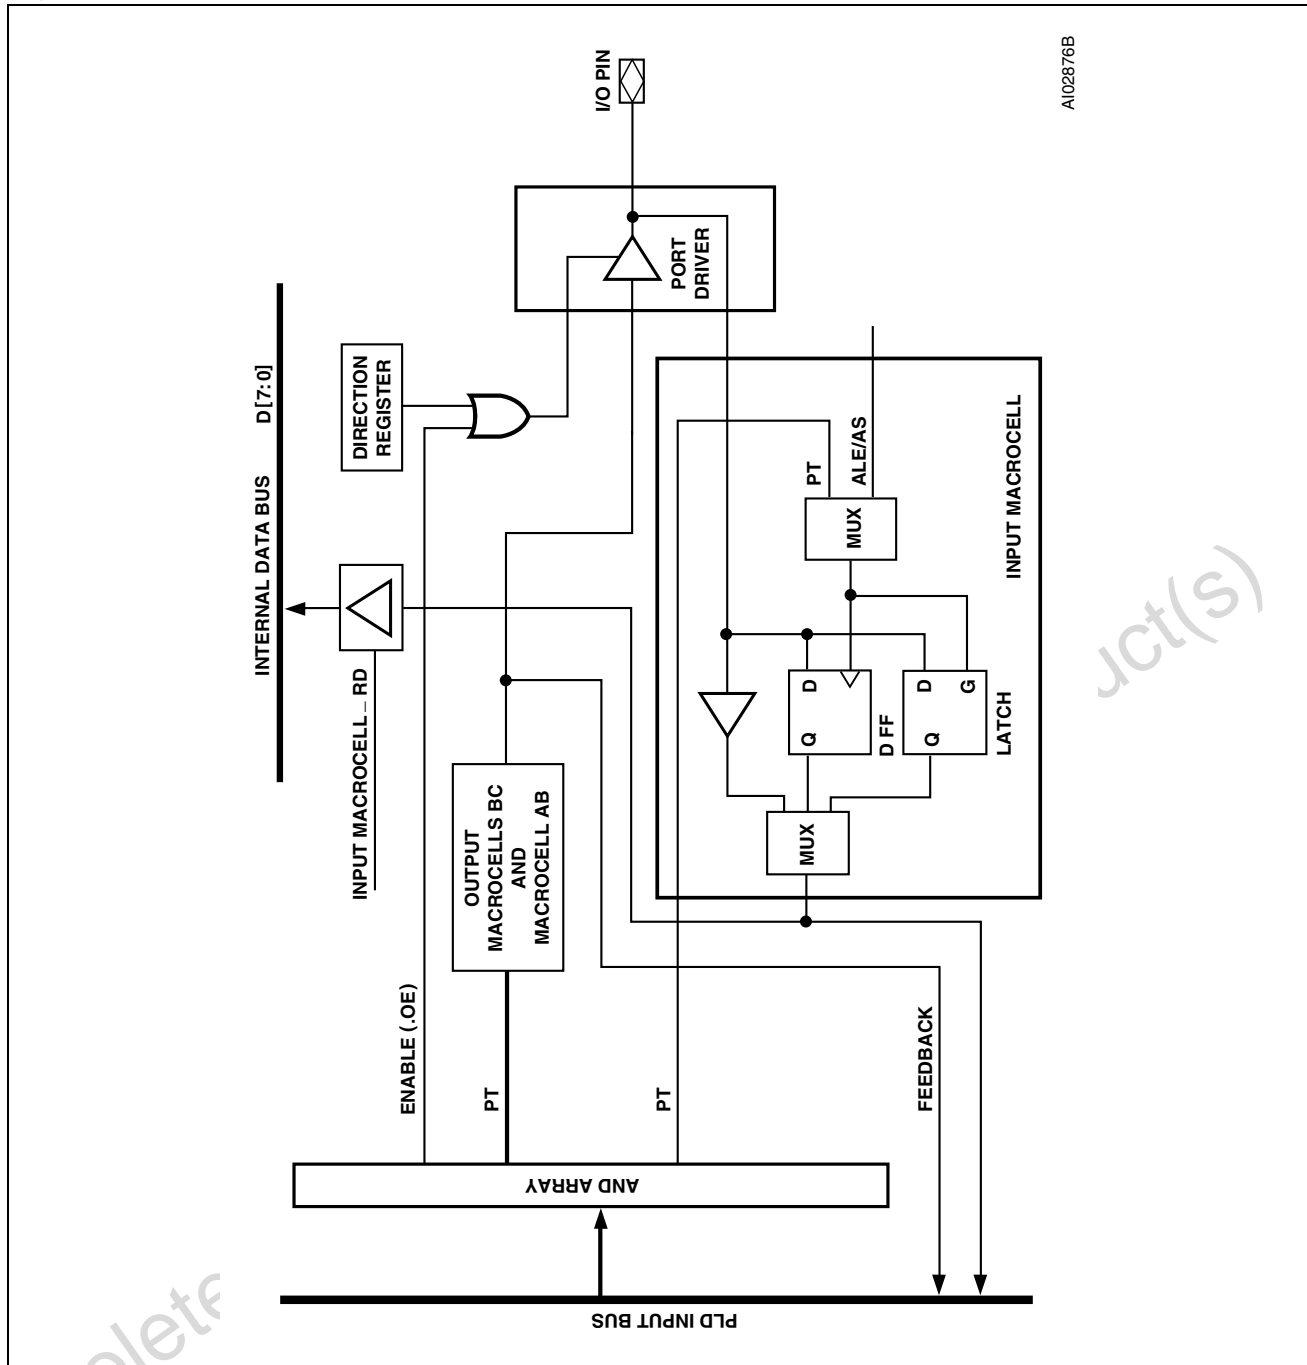 AI02876B
I/O PIN
PORT
DRIVER
INTERNAL DATA BUS D[7:0]
DIRECTION
REGISTER
INPUT MACROCELL_RD
ENABLE (.OE)
OUTPUT
MACROCELLS BC
AND
MACROCELL AB
PT
PT
AND ARRAY
PLD INPUT BUS
FEEDBACK
PT
ALE/AS
MUX
D
Q
D FF
D
G
Q
LATCH
MUX
INPUT MACROCELL
uct(s)
olete